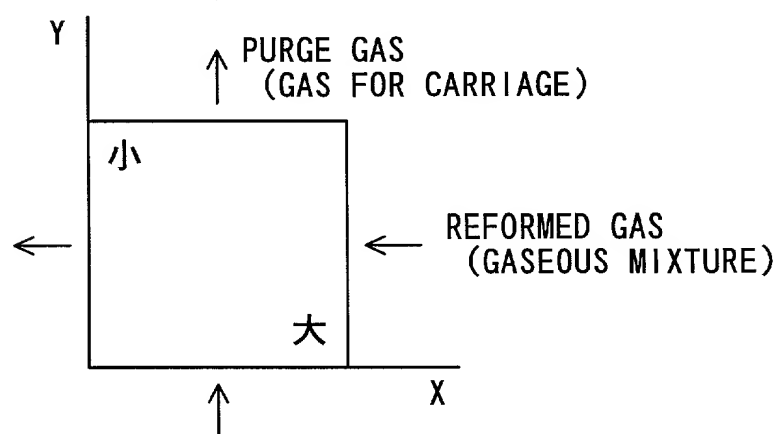 Y
PURGE GAS
(GAS FOR CARRIAGE)
小
REFORMED GAS
(GASEOUS MIXTURE)
大
X